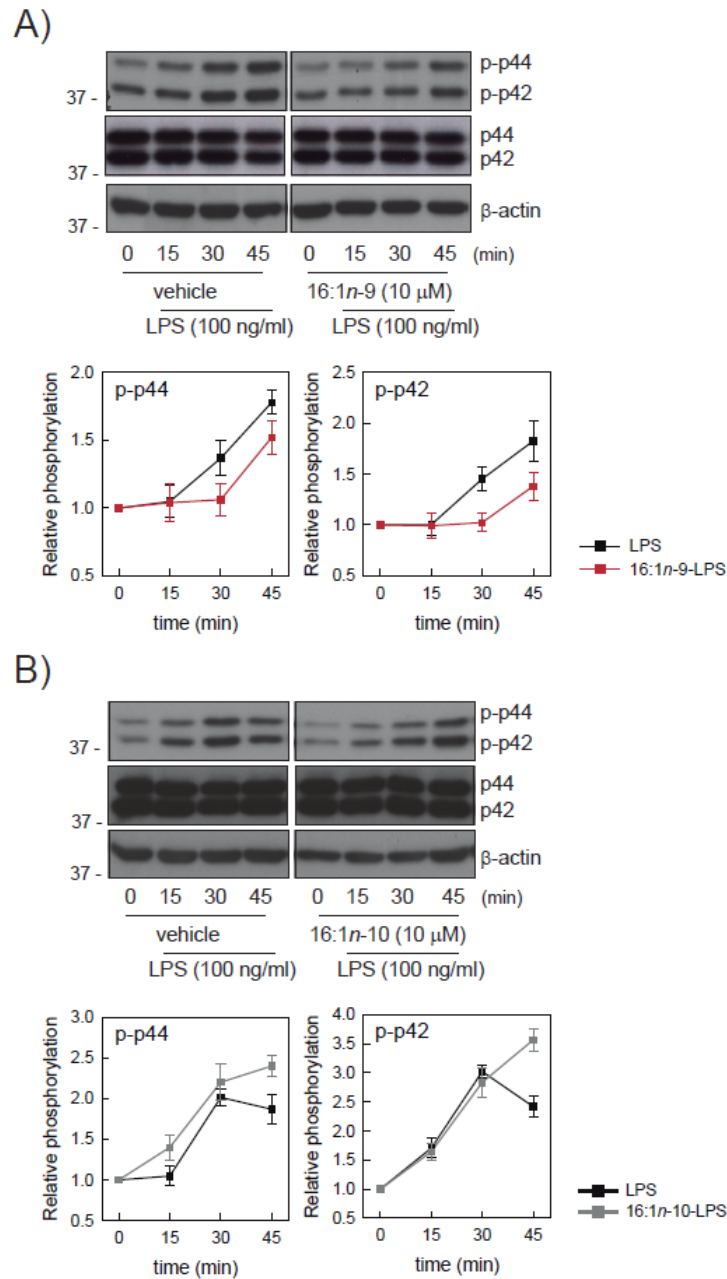 A)
p-p44
37 - p-p42
p44
p42
37 -
β-actin
37 -
0 15 30 45 0 15 30 45 (min)
vehicle 16:1n-9 (10 μM)
LPS (100 ng/ml) LPS (100 ng/ml)
p-p44
Relative phosphorylation
2.0
1.5
1.0
0.5
0 15 30 45
time (min)
p-p42
Relative phosphorylation
2.5
2.0
1.5
1.0
0.5
0 15 30 45
time (min)
LPS
16:1n-9-LPS
B)
p-p44
37 - p-p42
p44
p42
37 -
β-actin
37 -
0 15 30 45 0 15 30 45 (min)
vehicle 16:1n-10 (10 μM)
LPS (100 ng/ml) LPS (100 ng/ml)
p-p44
Relative phosphorylation
3.0
2.5
2.0
1.5
1.0
0.5
0 15 30 45
time (min)
p-p42
Relative phosphorylation
4.0
3.5
3.0
2.5
2.0
1.5
1.0
0.5
0 15 30 45
time (min)
LPS
16:1n-10-LPS